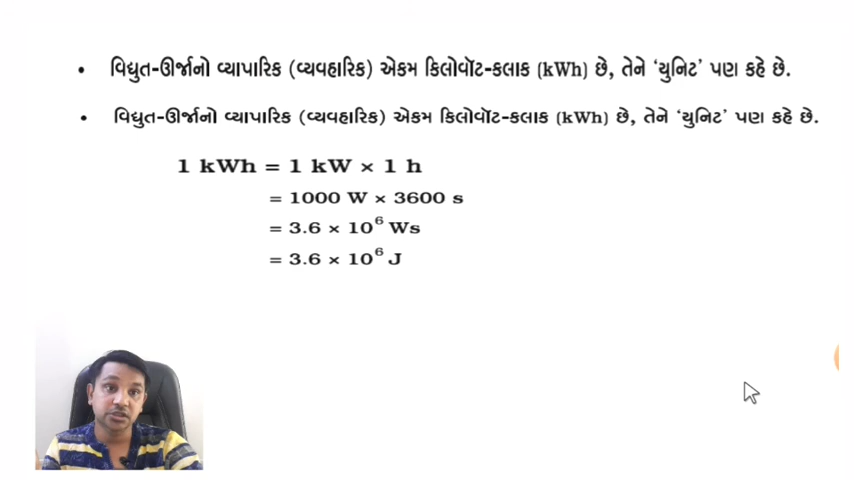 • વિદ્યુત-ઊર્જાનો વ્યાપારિક (વ્યવહારિક) એકમ કિલોવૉટ-કલાક (kWh) છે, તેને ‘યુનિટ’ પણ કહે છે.
• વિદ્યુત-ઊર્જાનો વ્યાપારિક (વ્યવહારિક) એકમ કિલોવૉટ-કલાક (kWh) છે, તેને ‘યુનિટ’ પણ કહે છે.
1 kWh = 1 kW × 1 h
= 1000 W × 3600 s
= 3.6 × 10⁶ Ws
= 3.6 × 10⁶ J